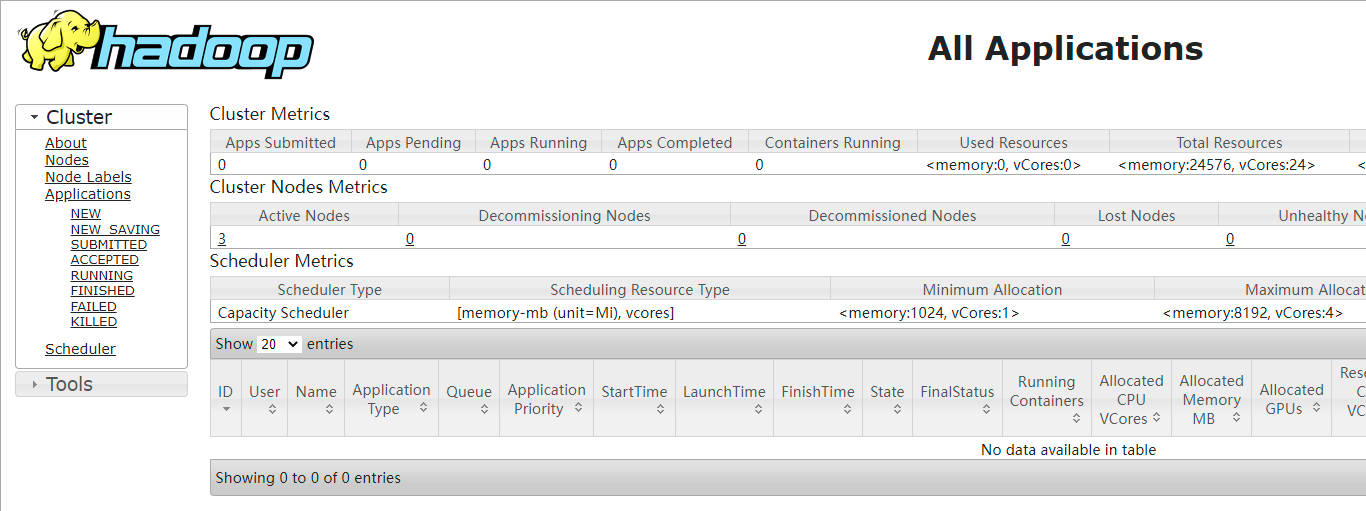 hadoop
All Applications
Cluster
About
Nodes
Node Labels
Applications
NEW
NEW_SAVING
SUBMITTED
ACCEPTED
RUNNING
FINISHED
FAILED
KILLED
Scheduler
Tools
Cluster Metrics
Apps Submitted Apps Pending Apps Running Apps Completed Containers Running Used Resources Total Resources
0 0 0 0 0 <memory:0, vCores:0> <memory:24576, vCores:24> <
Cluster Nodes Metrics
Active Nodes Decommissioning Nodes Decommissioned Nodes Lost Nodes Unhealthy N
3 0 0 0 0
Scheduler Metrics
Scheduler Type Scheduling Resource Type Minimum Allocation Maximum Allocat
Capacity Scheduler [memory-mb (unit=Mi), vcores] <memory:1024, vCores:1> <memory:8192, vCores:4>
Show 20 entries
ID User Name Application Type Queue Application Priority StartTime LaunchTime FinishTime State FinalStatus Running Containers Allocated CPU VCores Allocated Memory MB Allocated GPUs Rese C VC
No data available in table
Showing 0 to 0 of 0 entries